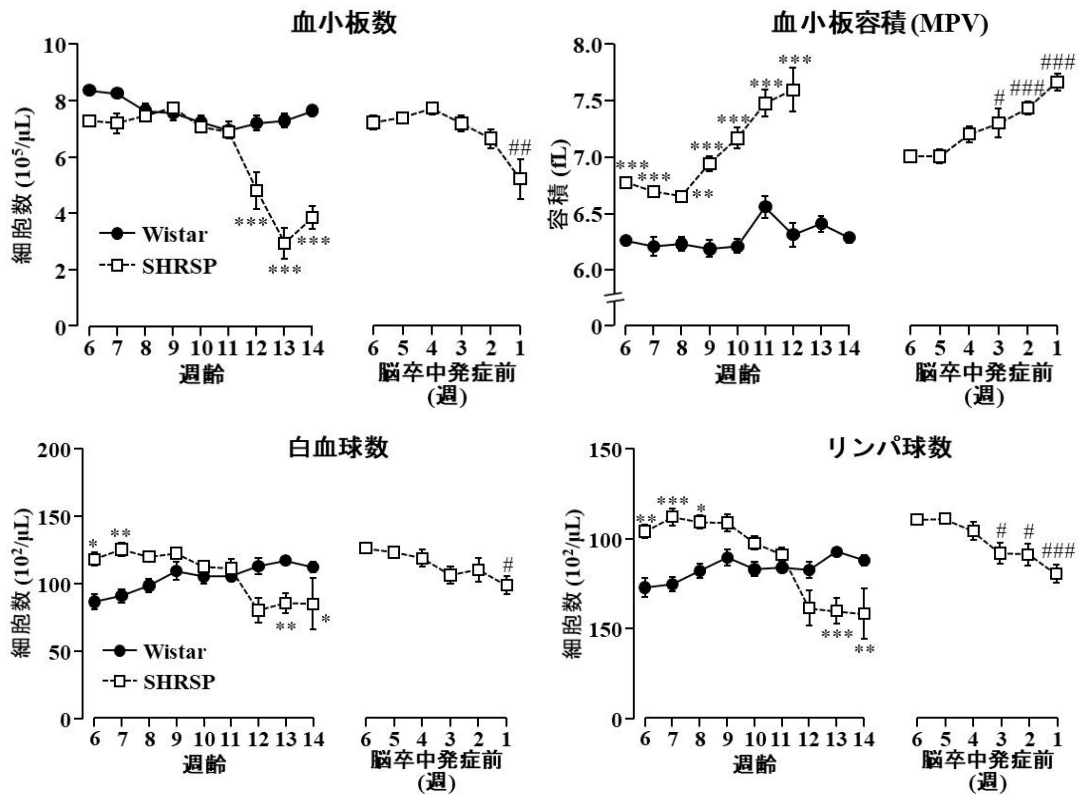 血小板数
10
8
6
4
2
0
細胞数 (10⁵/μL)
Wistar
SHRSP
***
***
***
##
6 7 8 9 10 11 12 13 14
週齢
6 5 4 3 2 1
脳卒中発症前
(週)
血小板容積 (MPV)
8.0
7.5
7.0
6.5
6.0
0
容積 (fL)
***
***
**
***
***
***
***
#
###
###
6 7 8 9 10 11 12 13 14
週齢
6 5 4 3 2 1
脳卒中発症前
(週)
白血球数
200
150
100
50
0
細胞数 (10²/μL)
*
**
**
*
#
Wistar
SHRSP
6 7 8 9 10 11 12 13 14
週齢
6 5 4 3 2 1
脳卒中発症前
(週)
リンパ球数
150
100
150
0
細胞数 (10²/μL)
**
***
*
***
**
#
#
###
6 7 8 9 10 11 12 13 14
週齢
6 5 4 3 2 1
脳卒中発症前
(週)